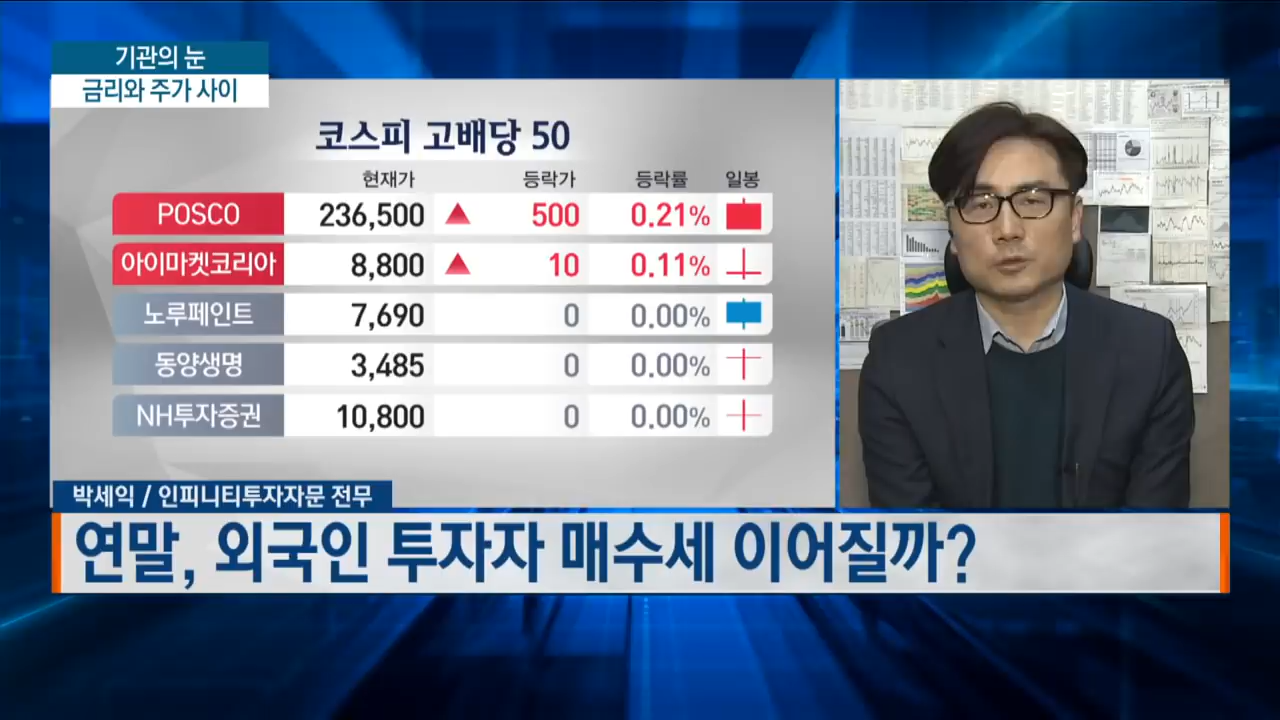 기관의 눈
금리와 주가 사이
코스피 고배당 50
현재가 등락가 등락률 일봉
POSCO 236,500 ▲ 500 0.21%
아이마켓코리아 8,800 ▲ 10 0.11%
노루페인트 7,690 0 0.00%
동양생명 3,485 0 0.00%
NH투자증권 10,800 0 0.00%
박세익 / 인피니티투자자문 전무
연말, 외국인 투자자 매수세 이어질까?